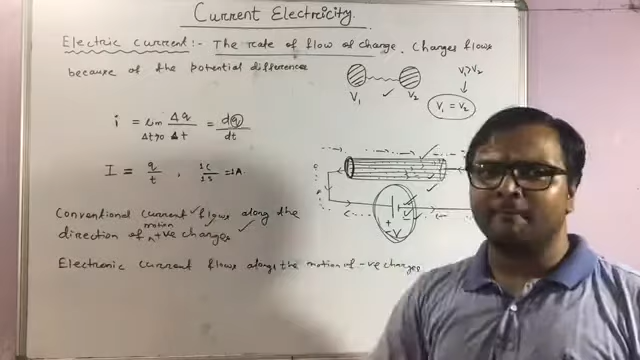 Current Electricity.
Electric current :- The rate of flow of charge. Charges flows
because of the potential differences
V₁ V₂
V₁>V₂
V₁ = V₂
i = lim Δt→0 Δq/Δt = dq/dt
I = q/t , 1C/1S = 1A
Conventional current flows along the
direction of motion +ve charges
Electronic current flows alongs the motion of -ve charges
+ -
V